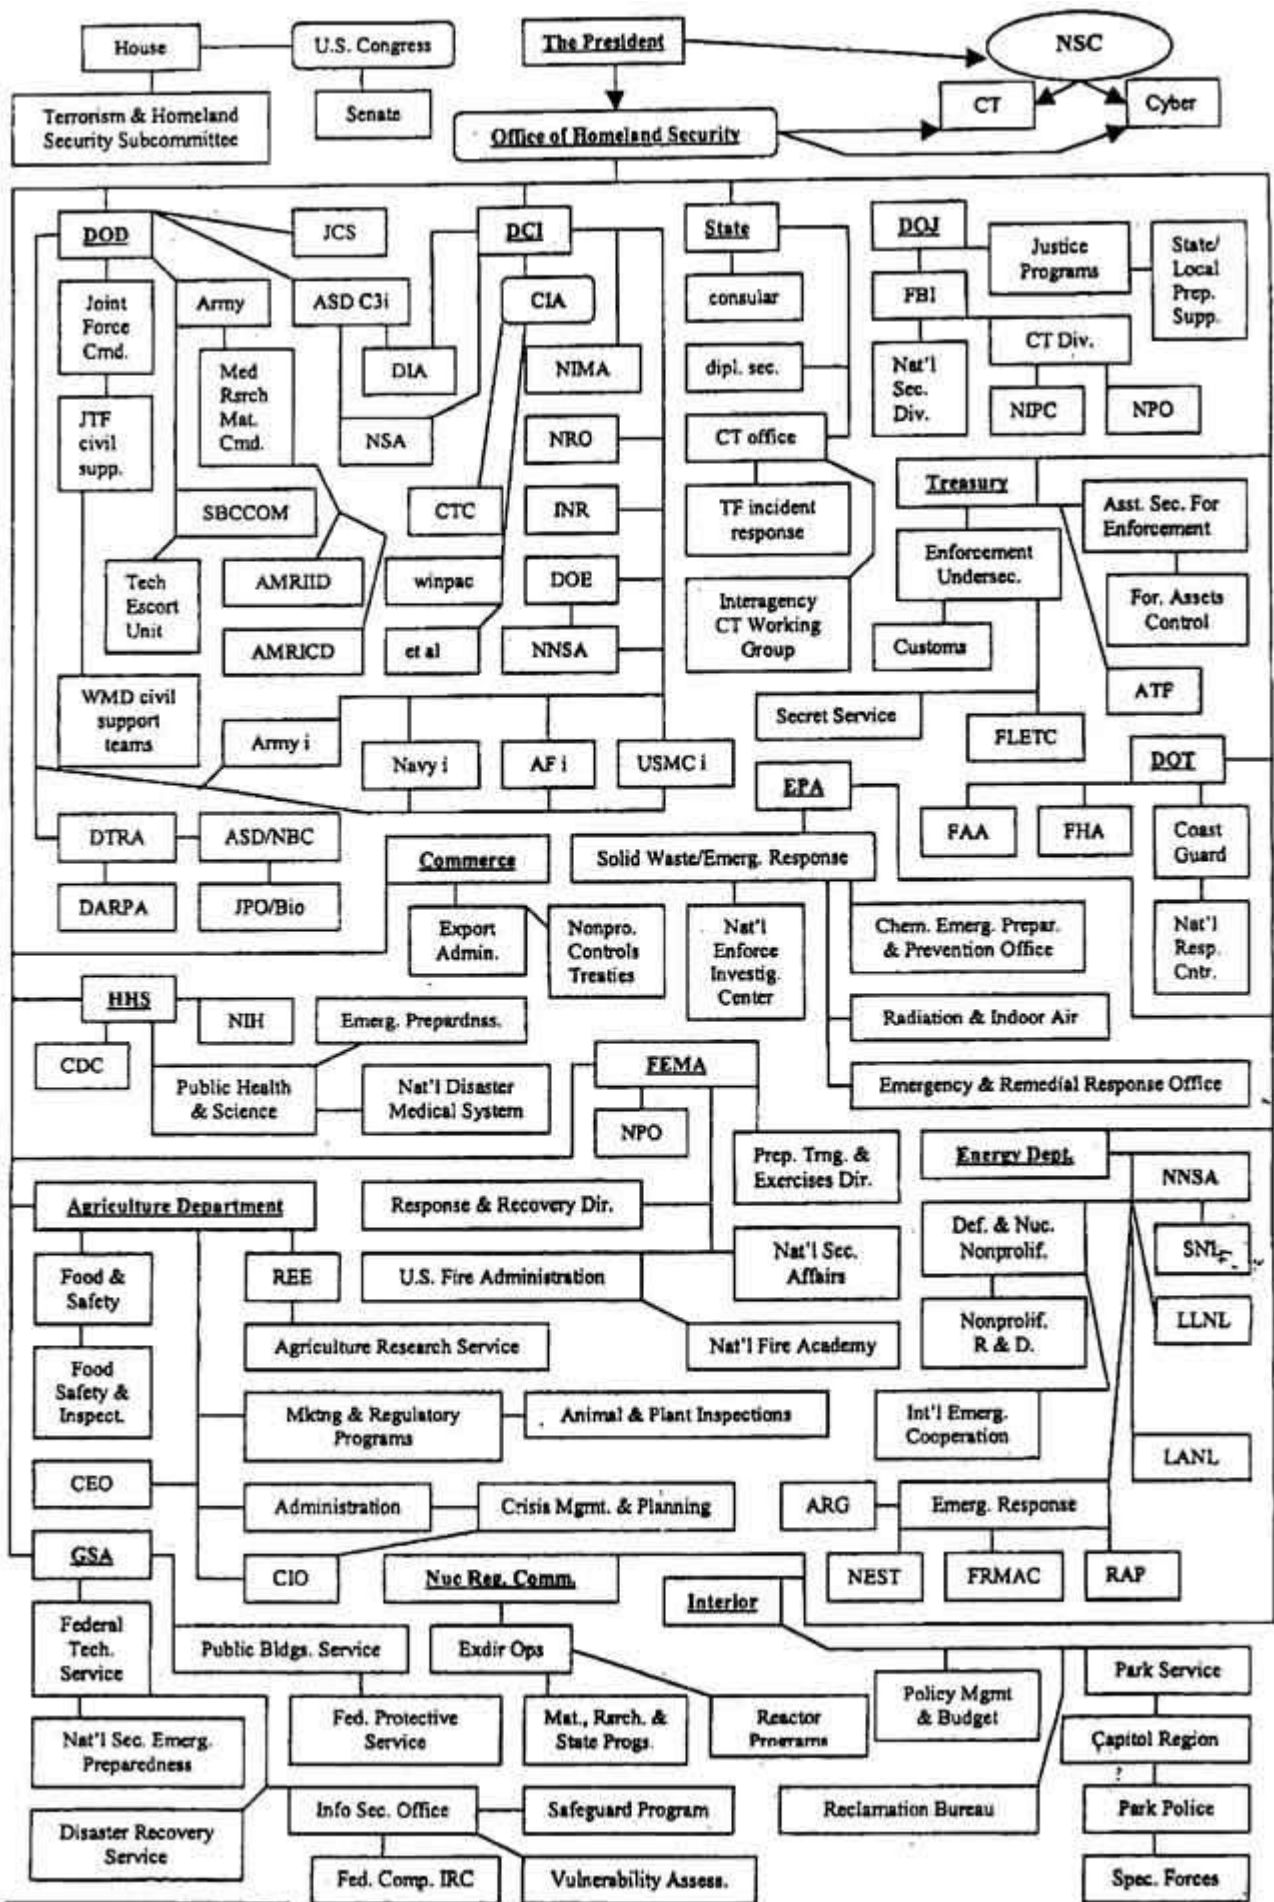 House
U.S. Congress
The President
NSC
Terrorism & Homeland
Security Subcommittee
Senate
CT
Cyber
Office of Homeland Security
DOD
JCS
DCI
State
DOJ
Justice
Programs
State/
Local
Prep.
Supp.
Joint
Force
Cmd.
Army
ASD C3i
CIA
consular
FBI
CT Div.
Med
Rsrch
Mat.
Cmd.
DIA
NIMA
dipl. sec.
Nat'l
Sec.
Div.
NIPC
NPO
JTF
civil
supp.
NSA
NRO
CT office
Treasury
Asst. Sec. For
Enforcement
SBCCOM
CTC
INR
TF incident
response
Enforcement
Undersec.
Tech
Escort
Unit
AMRIID
winpac
DOE
Interagency
CT Working
Group
For. Assets
Control
AMRICD
et al
NNSA
Customs
ATF
WMD civil
support
teams
Army i
Navy i
AF i
USMC i
Secret Service
FLETC
DOT
EPA
DTRA
ASD/NBC
Commerce
Solid Waste/Emerg. Response
FAA
FHA
Coast
Guard
DARPA
JPO/Bio
Export
Admin.
Nonpro.
Controls
Treaties
Nat'l
Enforce
Investig.
Center
Chem. Emerg. Prepar.
& Prevention Office
Nat'l
Resp.
Cntr.
HHS
NIH
Emerg. Prepardnss.
Radiation & Indoor Air
CDC
Public Health
& Science
Nat'l Disaster
Medical System
FEMA
Emergency & Remedial Response Office
NPO
Prep. Trng. &
Exercises Dir.
Energy Dept.
NNSA
Agriculture Department
Response & Recovery Dir.
Def. & Nuc.
Nonprolif.
SNL
Food &
Safety
REE
U.S. Fire Administration
Nat'l Sec.
Affairs
Agriculture Research Service
Nat'l Fire Academy
Nonprolif.
R & D.
LLNL
Food
Safety &
Inspect.
Mktng & Regulatory
Programs
Animal & Plant Inspections
Int'l Emerg.
Cooperation
LANL
CEO
Administration
Crisis Mgmt. & Planning
ARG
Emerg. Response
GSA
CIO
Nuc Reg. Comm.
NEST
FRMAC
RAP
Interior
Federal
Tech.
Service
Public Bldgs. Service
Exdir Ops
Park Service
Nat'l Sec. Emerg.
Preparedness
Fed. Protective
Service
Mat., Rsrch. &
State Progs.
Reactor
Programs
Policy Mgmt
& Budget
Capitol Region
?
Disaster Recovery
Service
Info Sec. Office
Safeguard Program
Reclamation Bureau
Park Police
Fed. Comp. IRC
Vulnerability Assess.
Spec. Forces